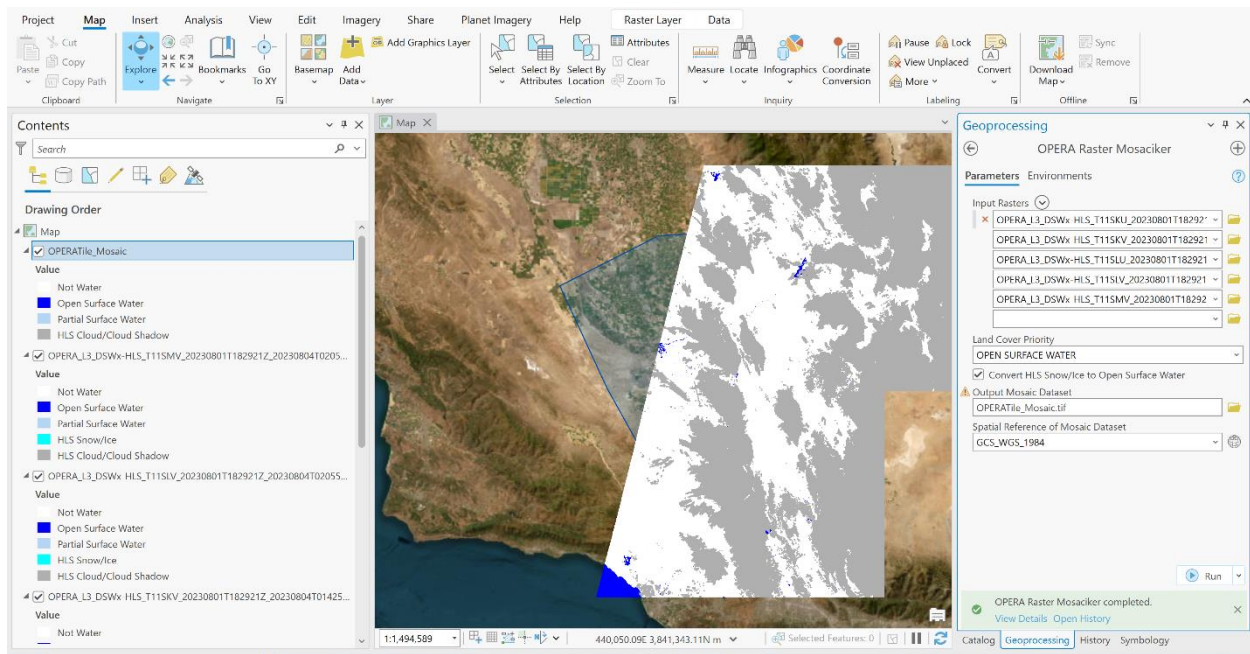 Project Map Insert Analysis View Edit Imagery Share Planet Imagery Help Raster Layer Data
Cut
Copy
Copy Path
Paste
Clipboard
Explore
Bookmarks
Go To XY
Navigate
Basemap
Add Data
Add Graphics Layer
Layer
Select
Select By Attributes
Select By Location
Attributes
Clear
Zoom To
Selection
Measure
Locate
Infographics
Coordinate Conversion
Inquiry
Pause
Lock
View Unplaced
More
Convert
Labeling
Download Map
Sync
Remove
Offline
Contents
Search
Drawing Order
Map
OPERATile_Mosaic
Value
Not Water
Open Surface Water
Partial Surface Water
HLS Cloud/Cloud Shadow
OPERA_L3_DSWx-HLS_T11SMV_20230801T182921Z_20230804T0205...
Value
Not Water
Open Surface Water
Partial Surface Water
HLS Snow/Ice
HLS Cloud/Cloud Shadow
OPERA_L3_DSWx HLS_T11SLV_20230801T182921Z_20230804T02055...
Value
Not Water
Open Surface Water
Partial Surface Water
HLS Snow/Ice
HLS Cloud/Cloud Shadow
OPERA_L3_DSWx HLS_T11SKV_20230801T182921Z_20230804T01425...
Value
Not Water
Map
1:1,494,589
440,050.09E 3,841,343.11N m
Selected Features: 0
Geoprocessing
OPERA Raster Mosaciker
Parameters Environments
Input Rasters
OPERA_L3_DSWx HLS_T11SKU_20230801T18292
OPERA_L3_DSWx HLS_T11SKV_20230801T182921
OPERA_L3_DSWx-HLS_T11SLU_20230801T182921
OPERA_L3_DSWx-HLS_T11SLV_20230801T182921
OPERA_L3_DSWx HLS_T11SMV_20230801T18292
Land Cover Priority
OPEN SURFACE WATER
Convert HLS Snow/Ice to Open Surface Water
Output Mosaic Dataset
OPERATile_Mosaic.tif
Spatial Reference of Mosaic Dataset
GCS_WGS_1984
Run
OPERA Raster Mosaciker completed.
View Details Open History
Catalog Geoprocessing History Symbology